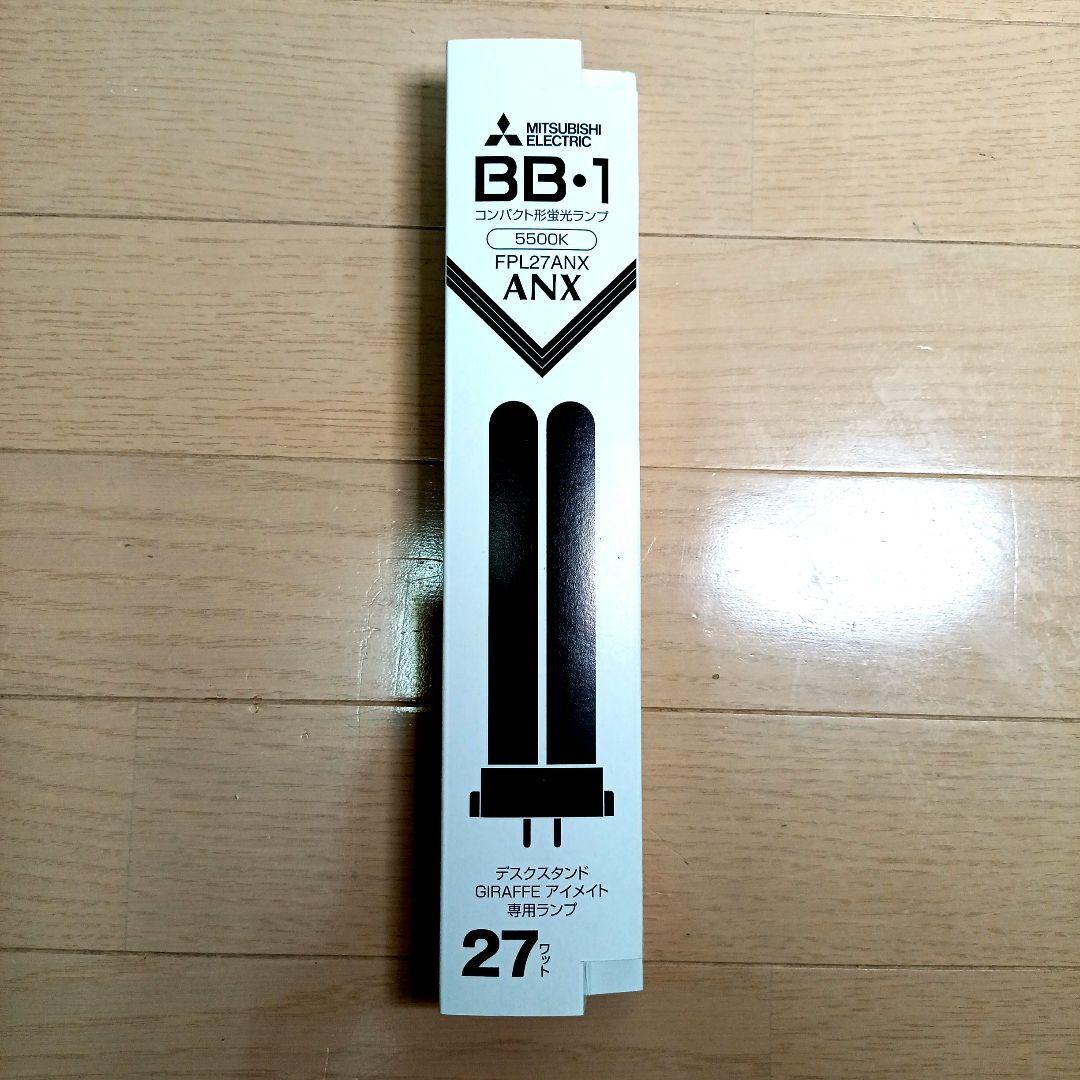 MITSUBISHI
ELECTRIC
BB・1
コンパクト形蛍光ランプ
5500K
FPL27ANX
ANX
デスクスタンド
GIRAFFE アイメイト
専用ランプ
27ワット